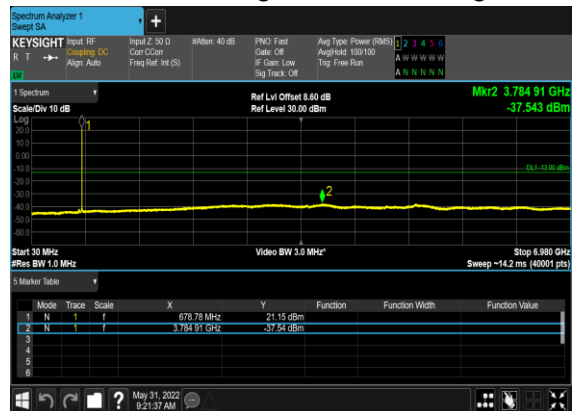 Spectrum Analyzer 1
Swept SA
+
KEYSIGHT Input: RF Input Z: 50 Ω #Atten: 40 dB PNO: Fast Avg Type: Power (RMS) 1 2 3 4 5 6
R T Coupling: DC Corr CCorr Gate: Off Avg|Hold: 100/100 A W W W W W
Align: Auto Freq Ref: Int (S) IF Gain: Low Trig: Free Run
Sig Track: Off A N N N N N
1 Spectrum Ref Lvl Offset 8.60 dB Mkr2 3.784 91 GHz
Scale/Div 10 dB Ref Level 30.00 dBm -37.543 dBm
Log
20.0 1
10.0
0.00
-10.0 DL1 -13.00 dBm
-20.0
-30.0 2
-40.0
-50.0
-60.0
Start 30 MHz Video BW 3.0 MHz* Stop 6.980 GHz
#Res BW 1.0 MHz Sweep ~14.2 ms (40001 pts)
5 Marker Table
Mode Trace Scale X Y Function Function Width Function Value
1 N 1 f 678.78 MHz 21.15 dBm
2 N 1 f 3.784 91 GHz -37.54 dBm
3
4
5
6
? May 31, 2022
9:21:37 AM